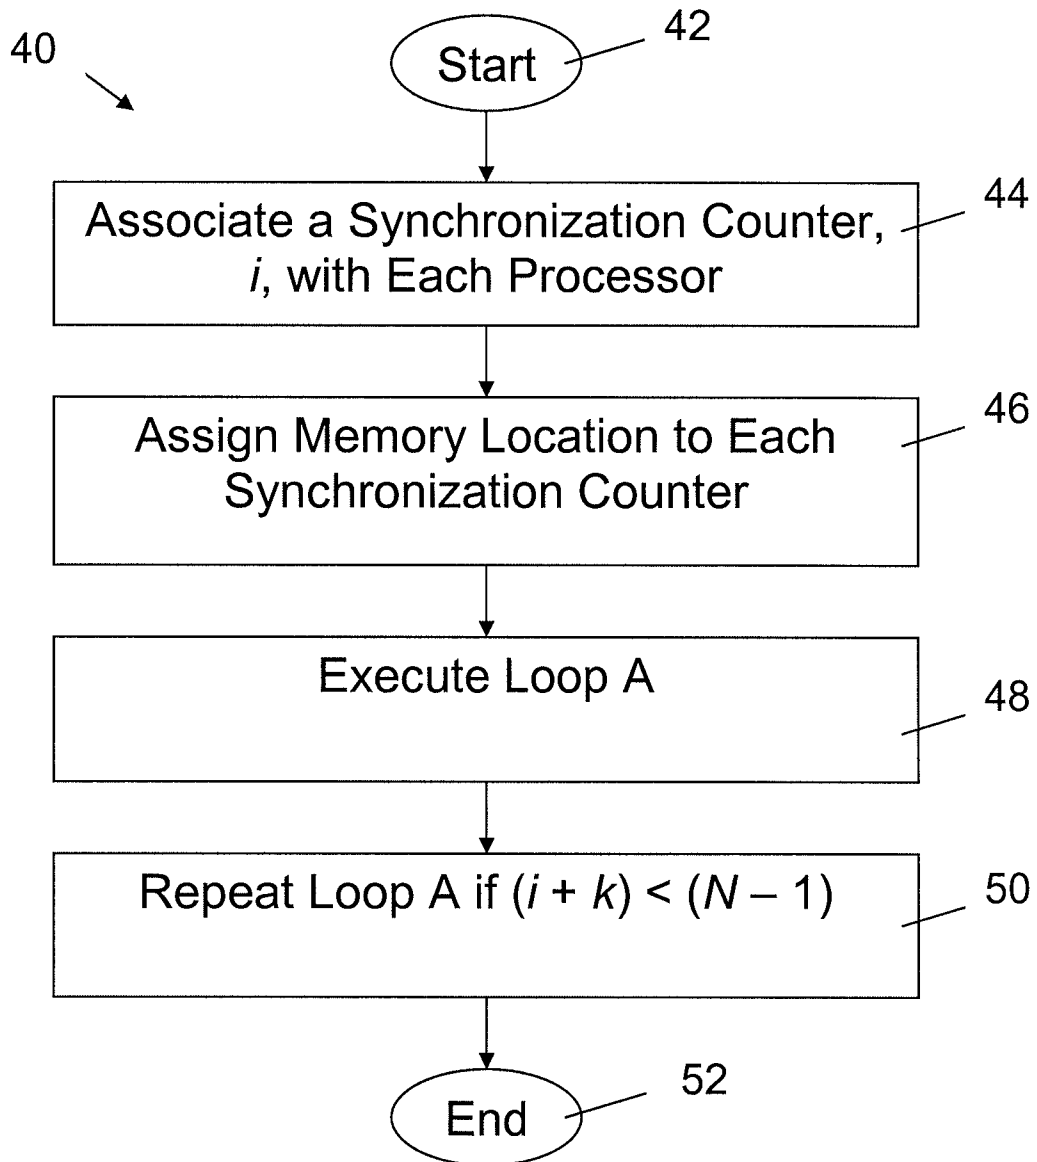 40
Start
42
Associate a Synchronization Counter,
i, with Each Processor
44
Assign Memory Location to Each
Synchronization Counter
46
Execute Loop A
48
Repeat Loop A if (i + k) < (N – 1)
50
End
52